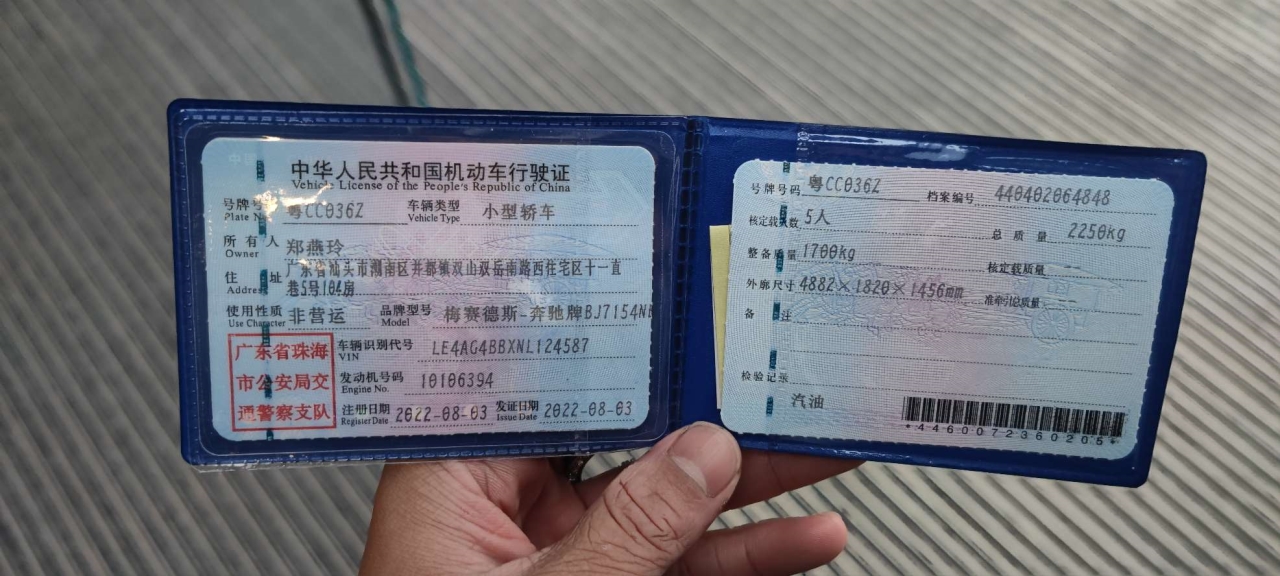 中华人民共和国机动车行驶证
Vehicle License of the People's Republic of China
号牌号 粤CC036Z 车辆类型 小型轿车
Plate N Vehicle Type
所有人 郑燕玲
Owner
住 址 广东省汕头市潮南区井都镇双山双岳南路西住宅区十一直
Address 巷5号104房
使用性质 非营运 品牌型号 梅赛德斯-奔驰牌BJ7154N
Use Character Model
广东省珠海
市公安局交
通警察支队
车辆识别代号 LE4AG4BBXNL124587
VIN
发动机号码 10106394
Engine No.
注册日期 2022-08-03 发证日期 2022-08-03
Register Date Issue Date
号牌号码 粤CC036Z 档案编号 440402064848
核定载人数 5人 总质量 2250kg
整备质量 1700kg 核定载质量 --
外廓尺寸 4882×1820×1456mm 准牵引总质量 --
备 注
检验记录
汽油
*4460072360205*